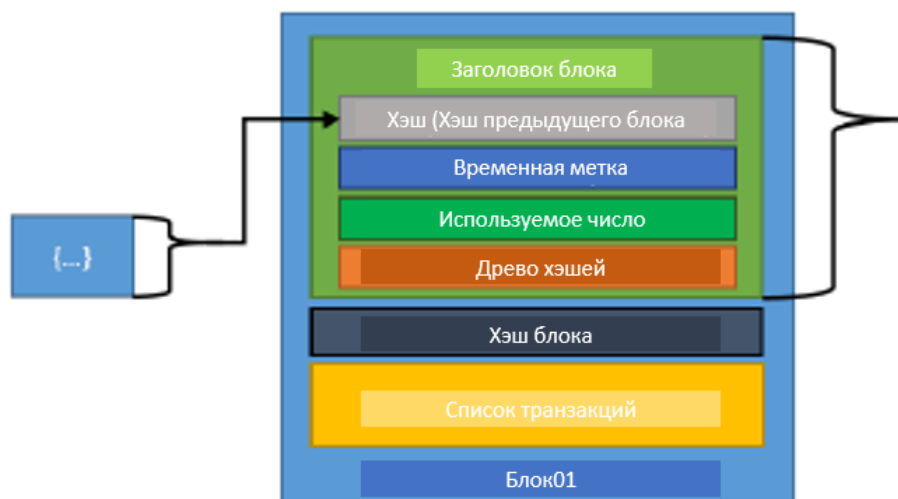 Заголовок блока
Хэш (Хэш предыдущего блока
Временная метка
Используемое число
{...}
Древо хэшей
Хэш блока
Список транзакций
Блок01